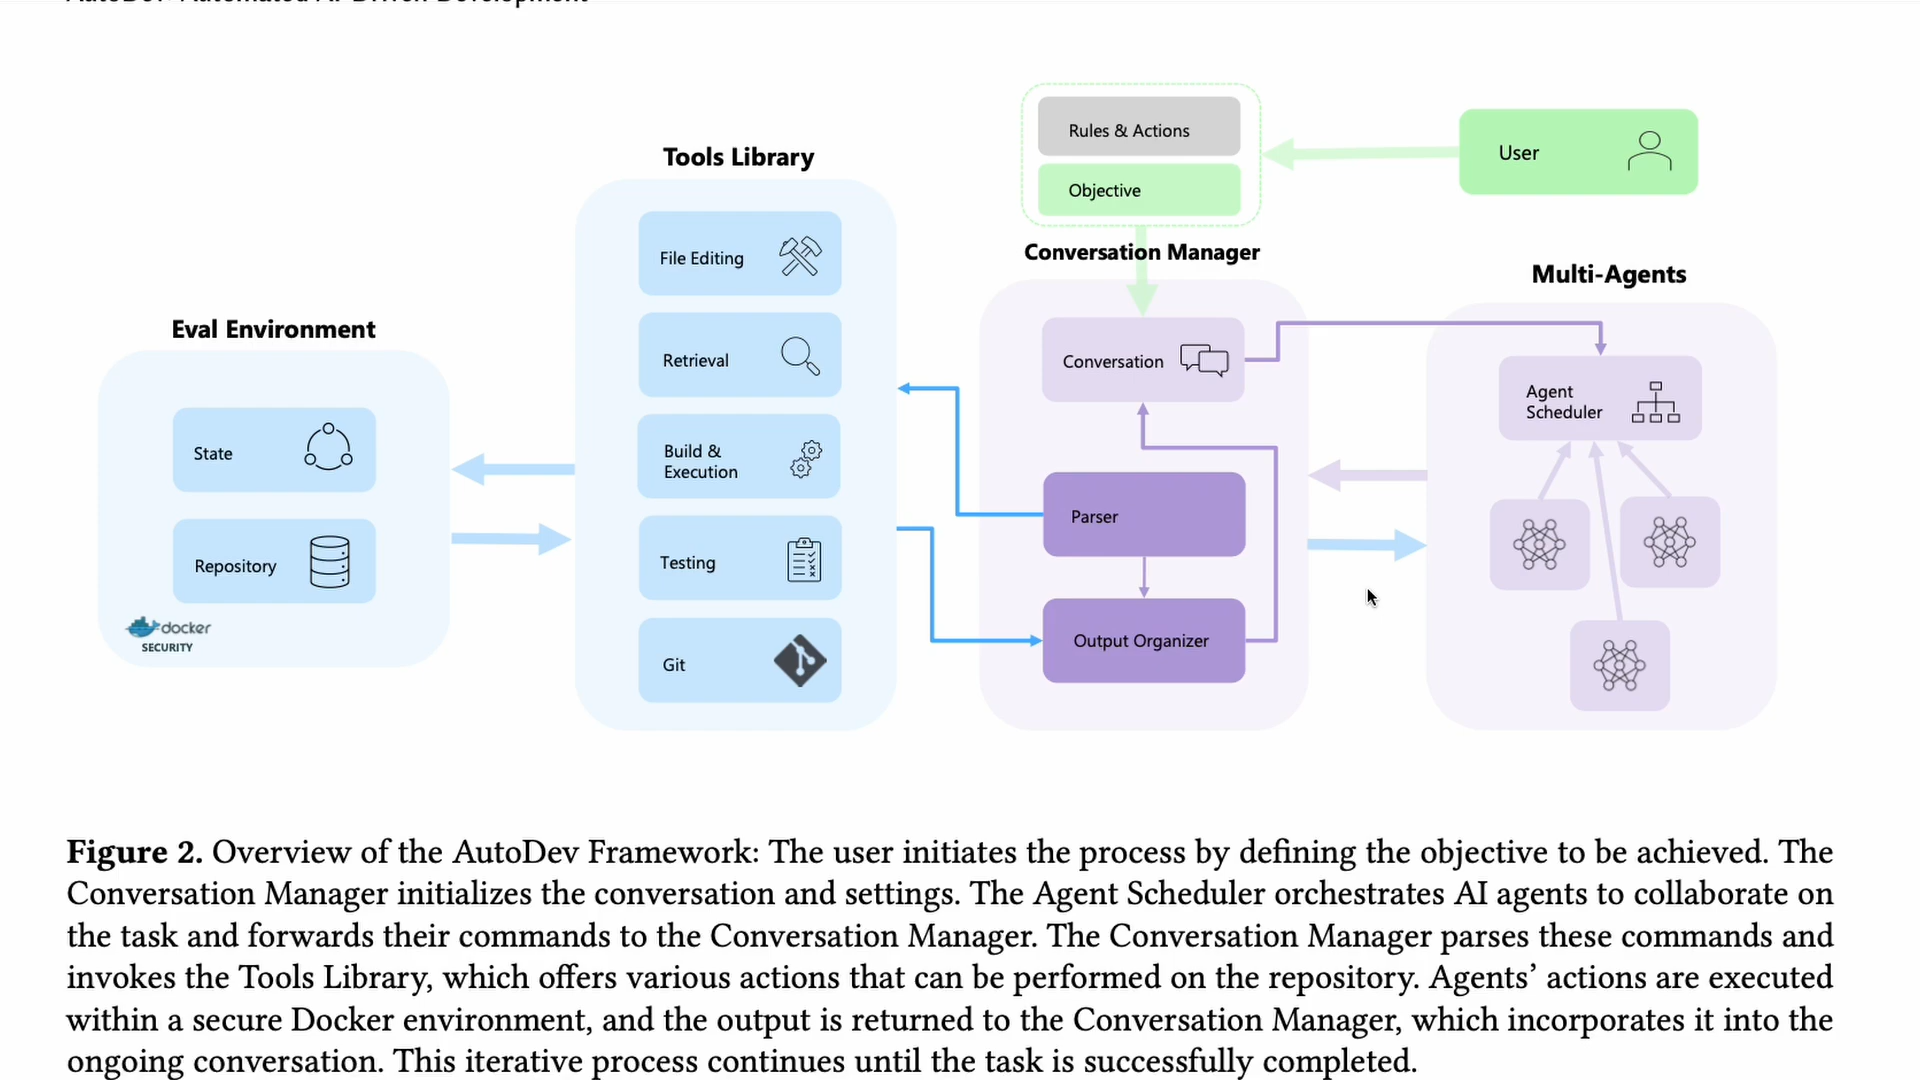 AutoDev: Automated AI-Driven Development
Rules & Actions
Objective
User
Tools Library
Conversation Manager
Multi-Agents
Eval Environment
File Editing
Retrieval
Build &
Execution
Testing
Git
State
Repository
docker
SECURITY
Conversation
Parser
Output Organizer
Agent
Scheduler
Figure 2. Overview of the AutoDev Framework: The user initiates the process by defining the objective to be achieved. The
Conversation Manager initializes the conversation and settings. The Agent Scheduler orchestrates AI agents to collaborate on
the task and forwards their commands to the Conversation Manager. The Conversation Manager parses these commands and
invokes the Tools Library, which offers various actions that can be performed on the repository. Agents’ actions are executed
within a secure Docker environment, and the output is returned to the Conversation Manager, which incorporates it into the
ongoing conversation. This iterative process continues until the task is successfully completed.